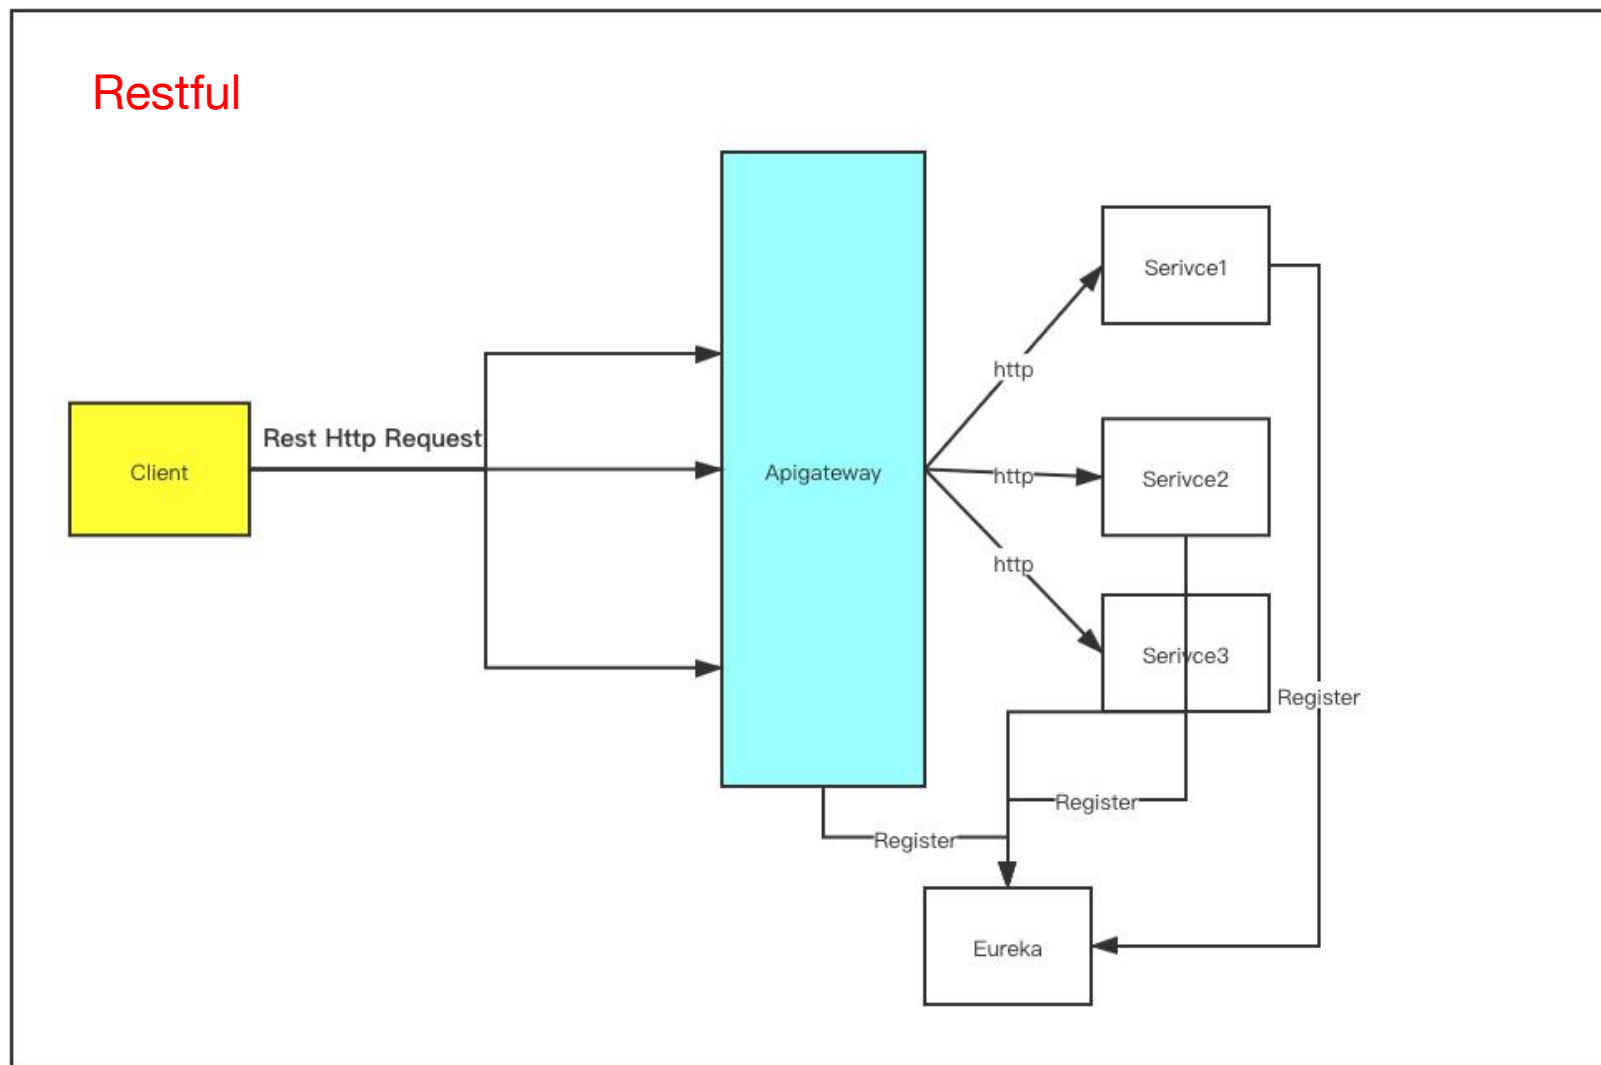 Restful
Rest Http Request
Client
Apigateway
http
http
http
Serivce1
Serivce2
Serivce3
Register
Register
Register
Eureka